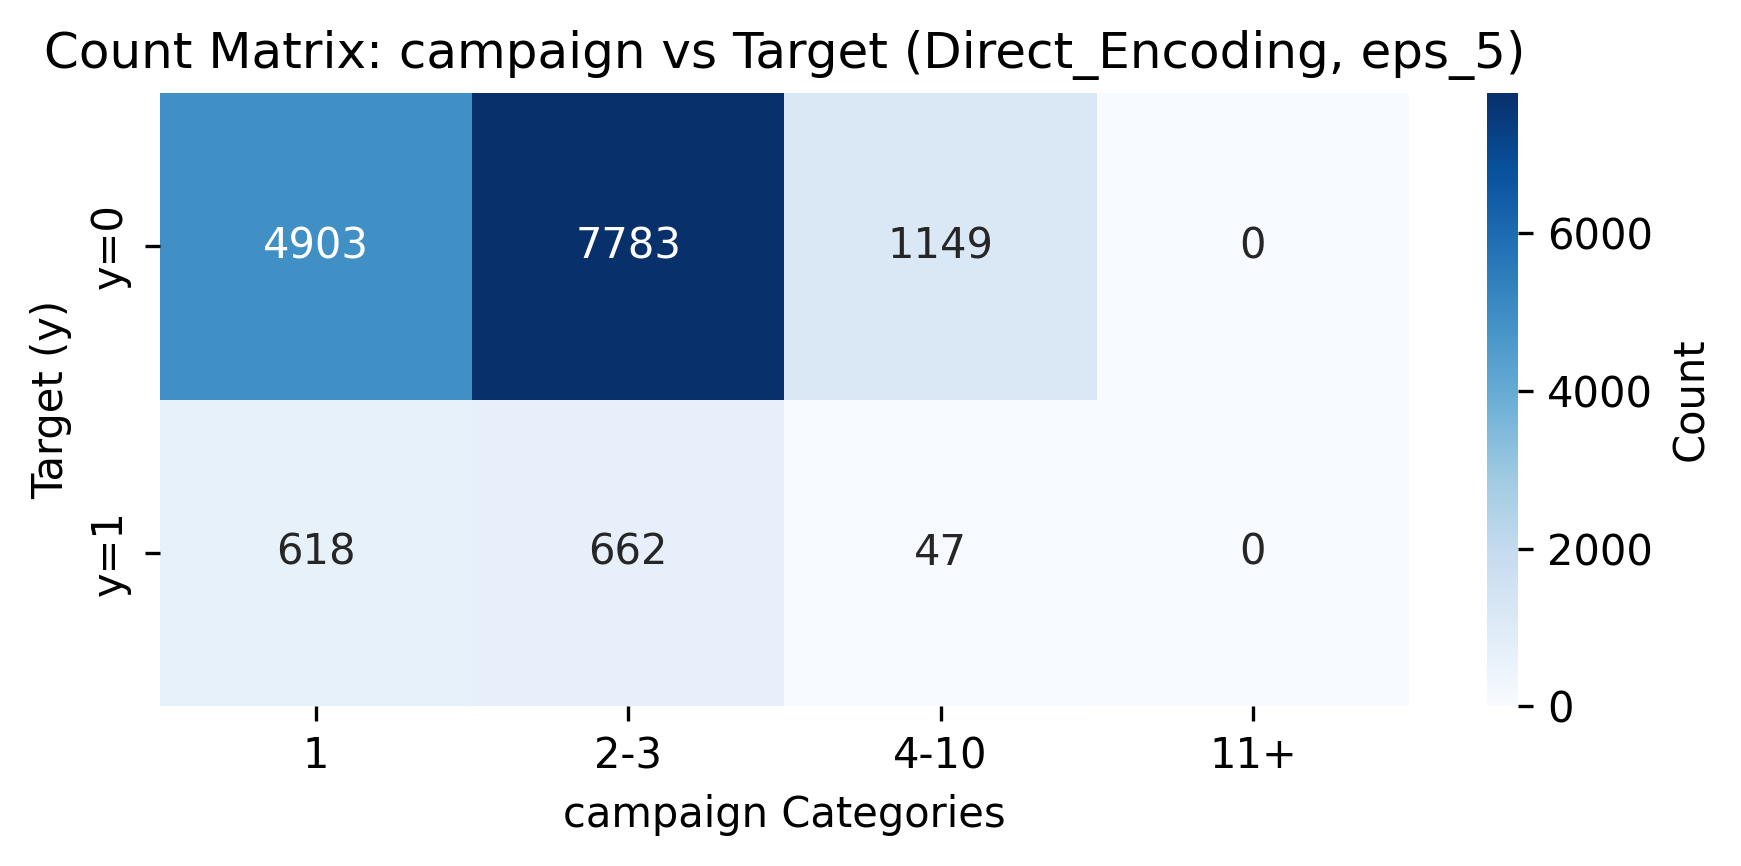 Count Matrix: campaign vs Target (Direct_Encoding, eps_5)
Target (y)
y=0
4903 7783 1149 0
y=1
618 662 47 0
1 2-3 4-10 11+
campaign Categories
6000
4000
2000
0
Count